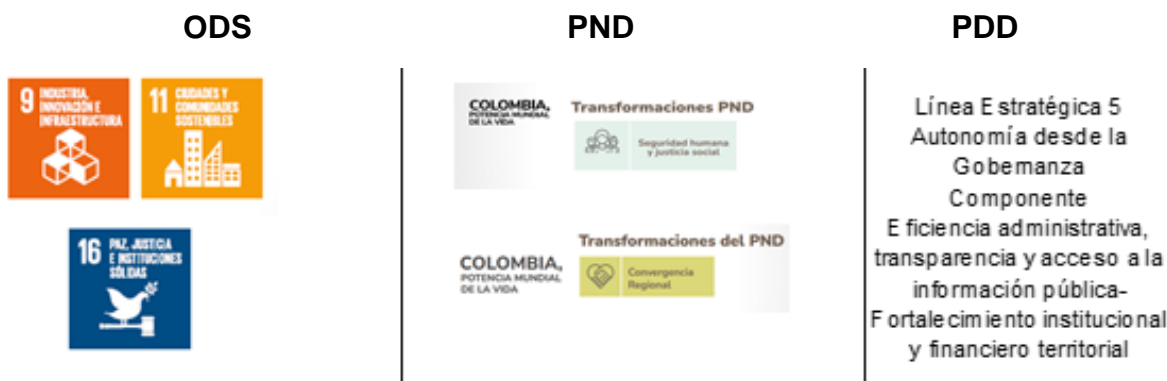 ODS
PND
PDD
9 INDUSTRIA,
INNOVACIÓN E
INFRAESTRUCTURA
11 CIUDADES Y
COMUNIDADES
SOSTENIBLES
16 PAZ, JUSTICIA
E INSTITUCIONES
SÓLIDAS
COLOMBIA,
POTENCIA MUNDIAL
DE LA VIDA
Transformaciones PND
Seguridad humana
y justicia social
Transformaciones del PND
COLOMBIA,
POTENCIA MUNDIAL
DE LA VIDA
Convergencia
Regional
Línea Estratégica 5
Autonomía desde la
Gobernanza
Componente
Eficiencia administrativa,
transparencia y acceso a la
información pública-
Fortalecimiento institucional
y financiero territorial